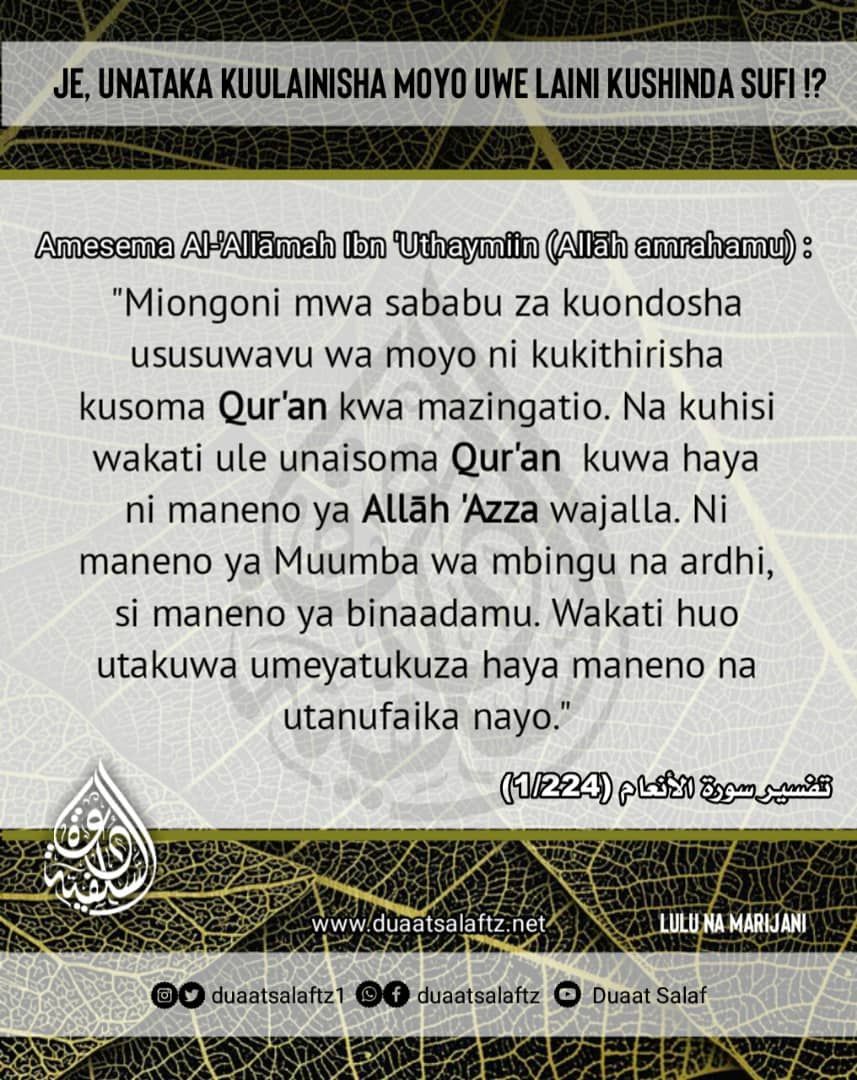 JE, UNATAKA KUULAINISHA MOYO UWE LAINI KUSHINDA SUFI !?
Amesema Al-'Allāmah Ibn 'Uthaymiin (Allāh amrahamu) :
"Miongoni mwa sababu za kuondosha
ususuwavu wa moyo ni kukithirisha
kusoma Qur'an kwa mazingatio. Na kuhisi
wakati ule unaisoma Qur'an kuwa haya
ni maneno ya Allāh 'Azza wajalla. Ni
maneno ya Muumba wa mbingu na ardhi,
si maneno ya binaadamu. Wakati huo
utakuwa umeyatukuza haya maneno na
utanufaika nayo."
تفسير سورة الأنعام (1/224)
www.duaatsalaftz.net
LULU NA MARIJANI
duaatsalaftz1 duaatsalaftz Duaat Salaf